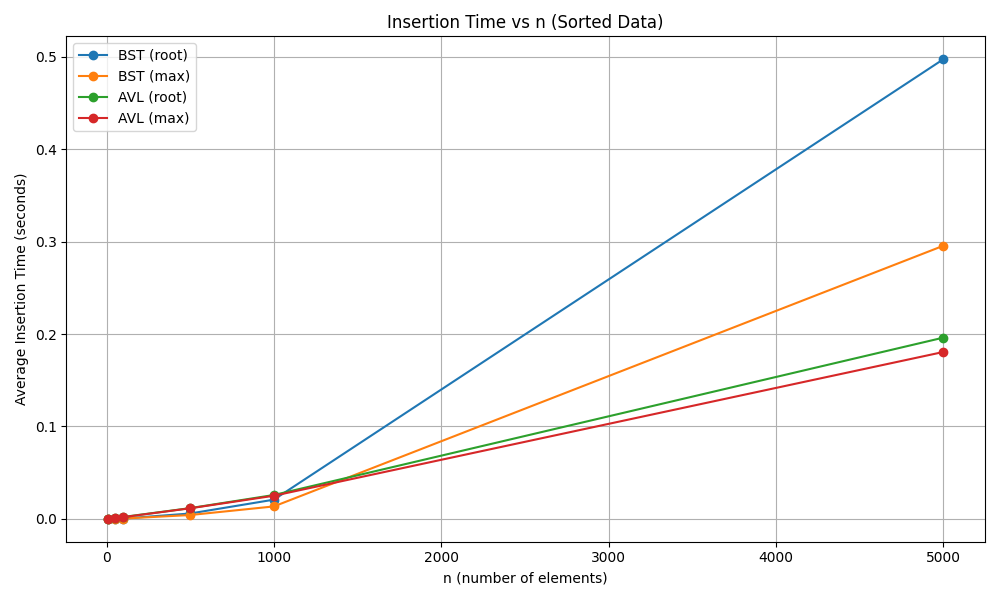 Insertion Time vs n (Sorted Data)
BST (root)
BST (max)
AVL (root)
AVL (max)
Average Insertion Time (seconds)
0.5
0.4
0.3
0.2
0.1
0.0
0 1000 2000 3000 4000 5000
n (number of elements)